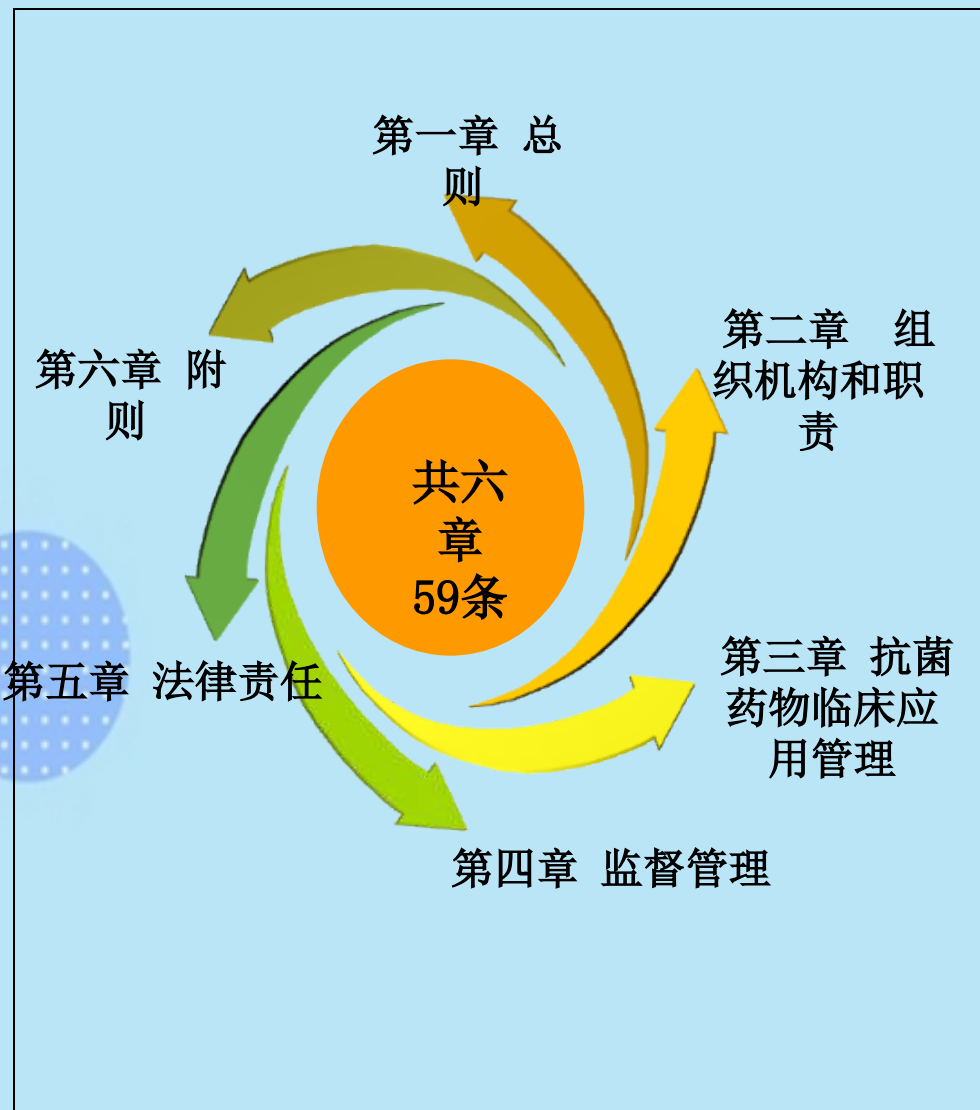 第一章 总
则
第二章 组
织机构和职
责
第三章 抗菌
药物临床应
用管理
第四章 监督管理
第五章 法律责任
第六章 附
则
共六
章
59条